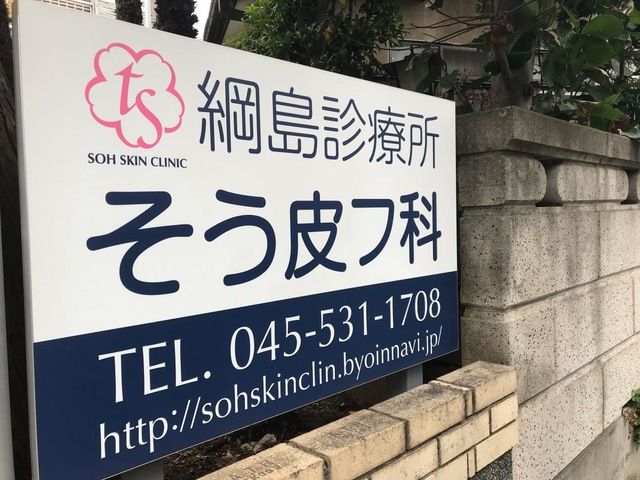 ts
SOH SKIN CLINIC
綱島診療所
そう皮フ科
TEL. 045-531-1708
http://sohskinclin.byoinnavi.jp/